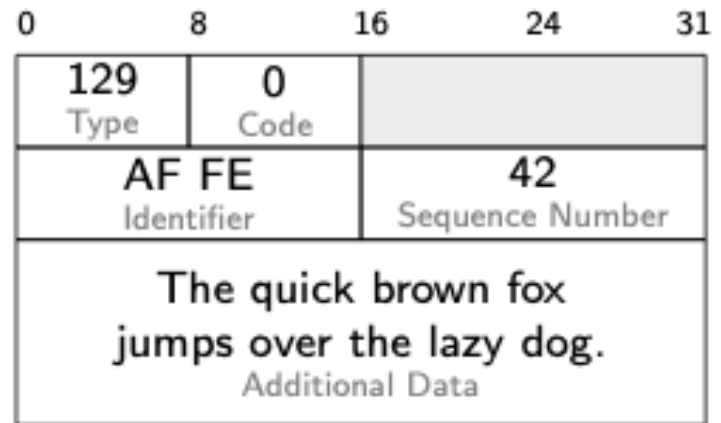 0 8 16 24 31
129 0
Type Code
AF FE 42
Identifier Sequence Number
The quick brown fox
jumps over the lazy dog.
Additional Data